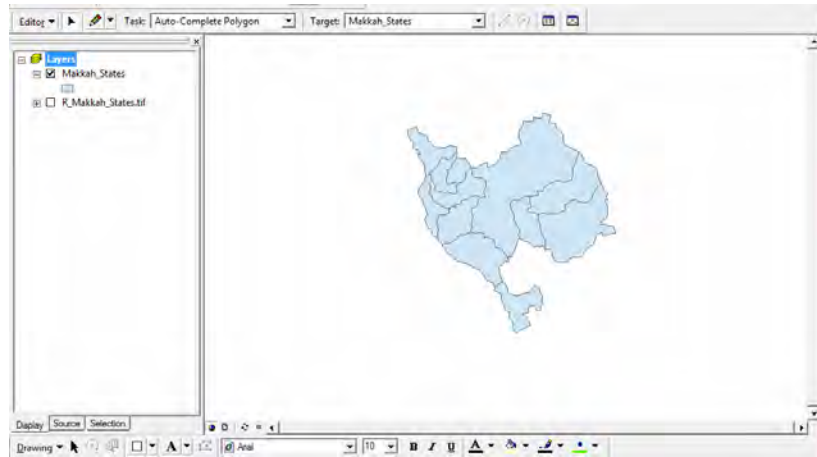 Editor Task: Auto-Complete Polygon Target: Makkah_States
Layers
Makkah_States
R_Makkah_States.tif
Display Source Selection
Drawing A Arial 10 B I U A